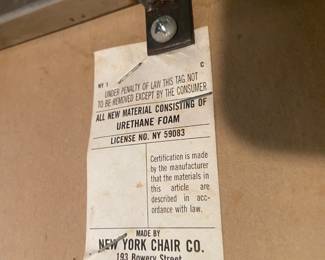 NY 1 C
UNDER PENALTY OF LAW THIS TAG NOT
TO BE REMOVED EXCEPT BY THE CONSUMER
ALL NEW MATERIAL CONSISTING OF
URETHANE FOAM
LICENSE NO. NY 59083
Certification is made
by the manufacturer
that the materials in
this article are
described in acc-
ordance with law.
MADE BY
NEW YORK CHAIR CO.
193 Bowery Street